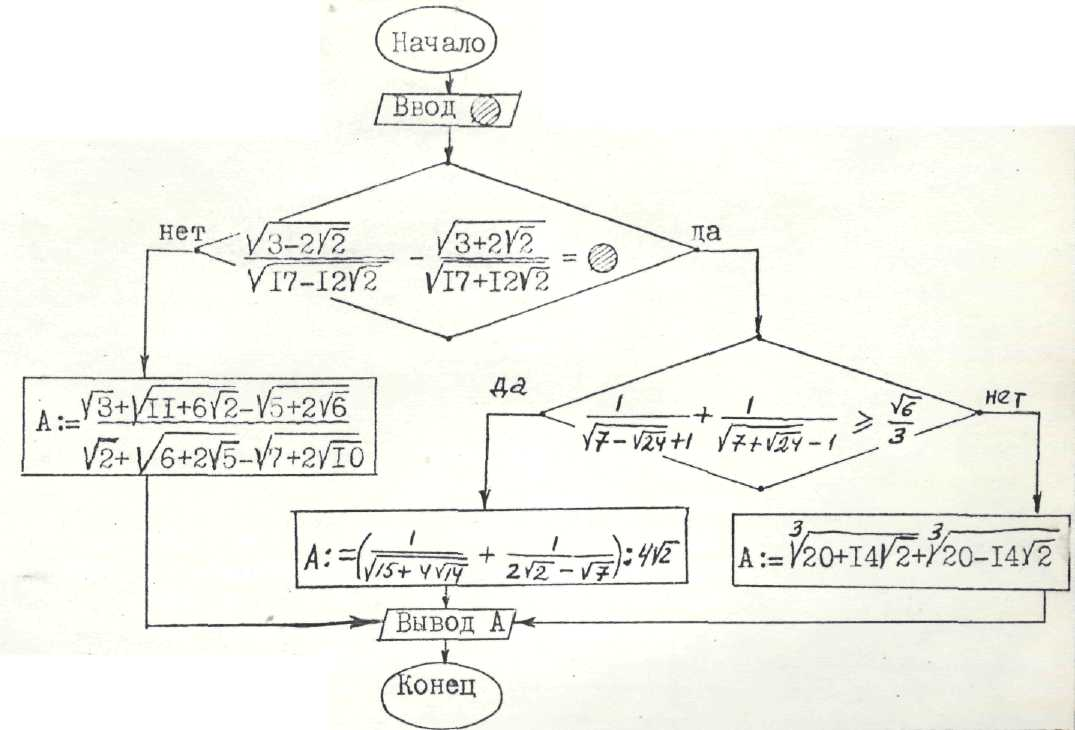 Начало
Ввод
нет
√(3-2√2)/√(17-12√2) - √(3+2√2)/√(17+12√2) =
да
A:=(√3+√(11+6√2)-√(5+2√6))/(√2+√(6+2√5)-√(7+2√10))
да
1/(√(7-√24)+1) + 1/(√(7+√24)-1) ⩾ √6/3
нет
A:=(1/√(15+4√14) + 1/(2√2-√7)):4√2
A:=³√(20+14√2)+³√(20-14√2)
Вывод A
Конец